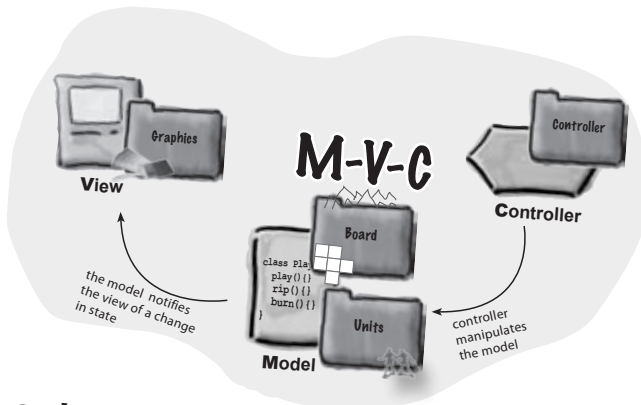 M-V-C
Graphics
View
Controller
Controller
Board
class Pla
play(){}
rip(){}
burn(){}
}
Units
Model
the model notifies
the view of a change
in state
controller
manipulates
the model